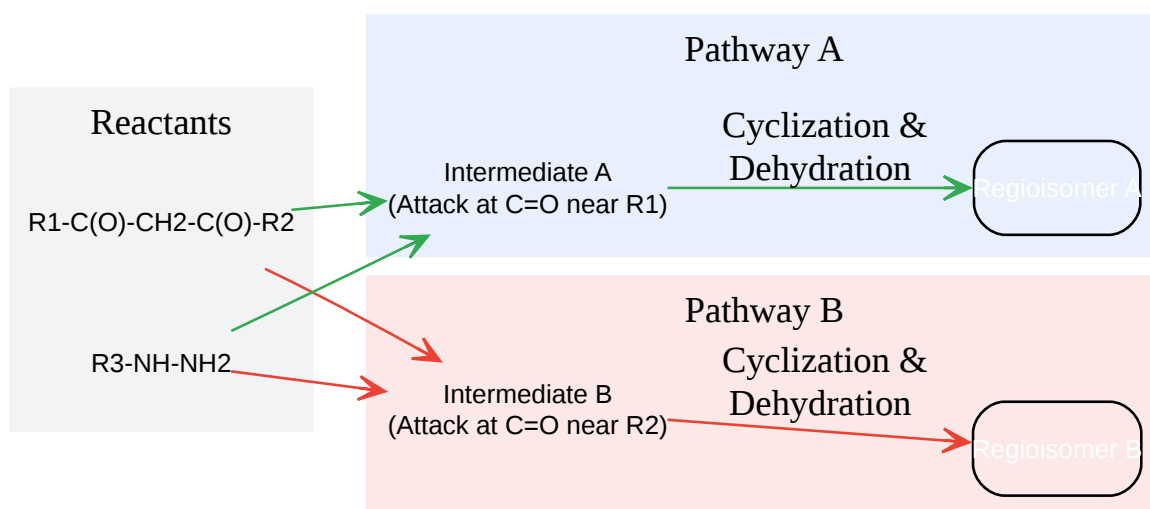 Reactants
R1-C(O)-CH2-C(O)-R2
R3-NH-NH2
Pathway A
Intermediate A
(Attack at C=O near R1)
Cyclization &
Dehydration
Regioisomer A
Pathway B
Intermediate B
(Attack at C=O near R2)
Cyclization &
Dehydration
Regioisomer B